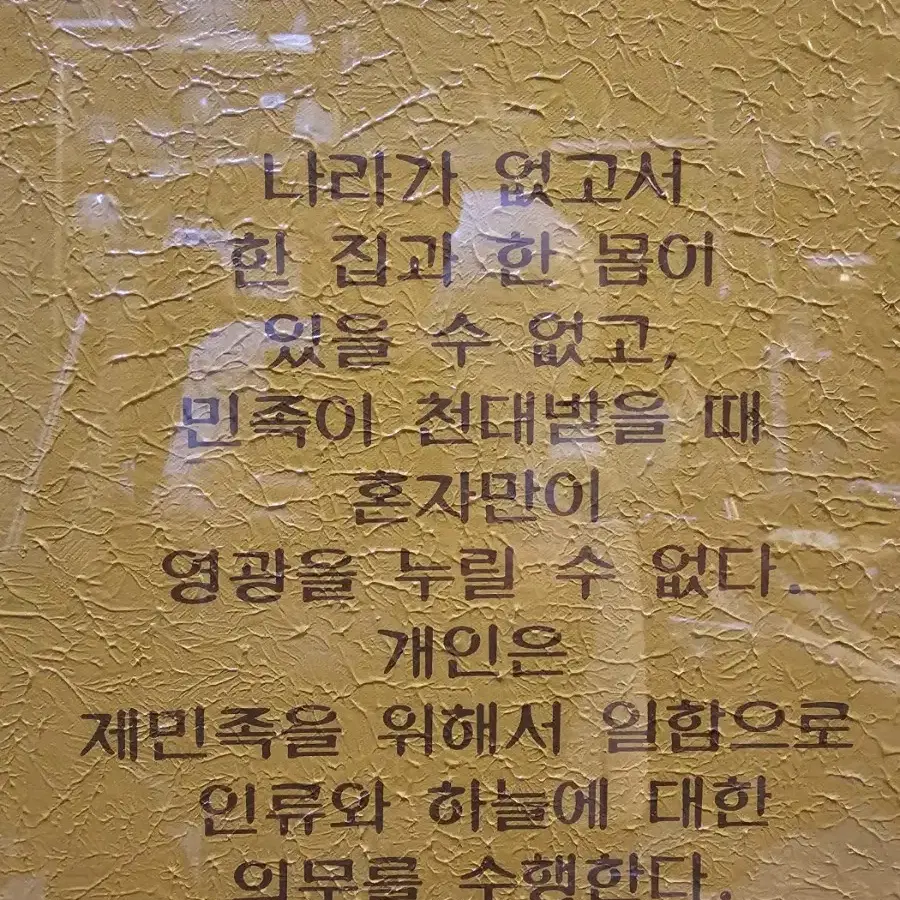 나라가 없고서
한 집과 한 몸이
있을 수 없고,
민족이 천대받을 때
혼자만이
영광을 누릴 수 없다.
개인은
제민족을 위해서 일함으로
인류와 하늘에 대한
의무를 수행한다.